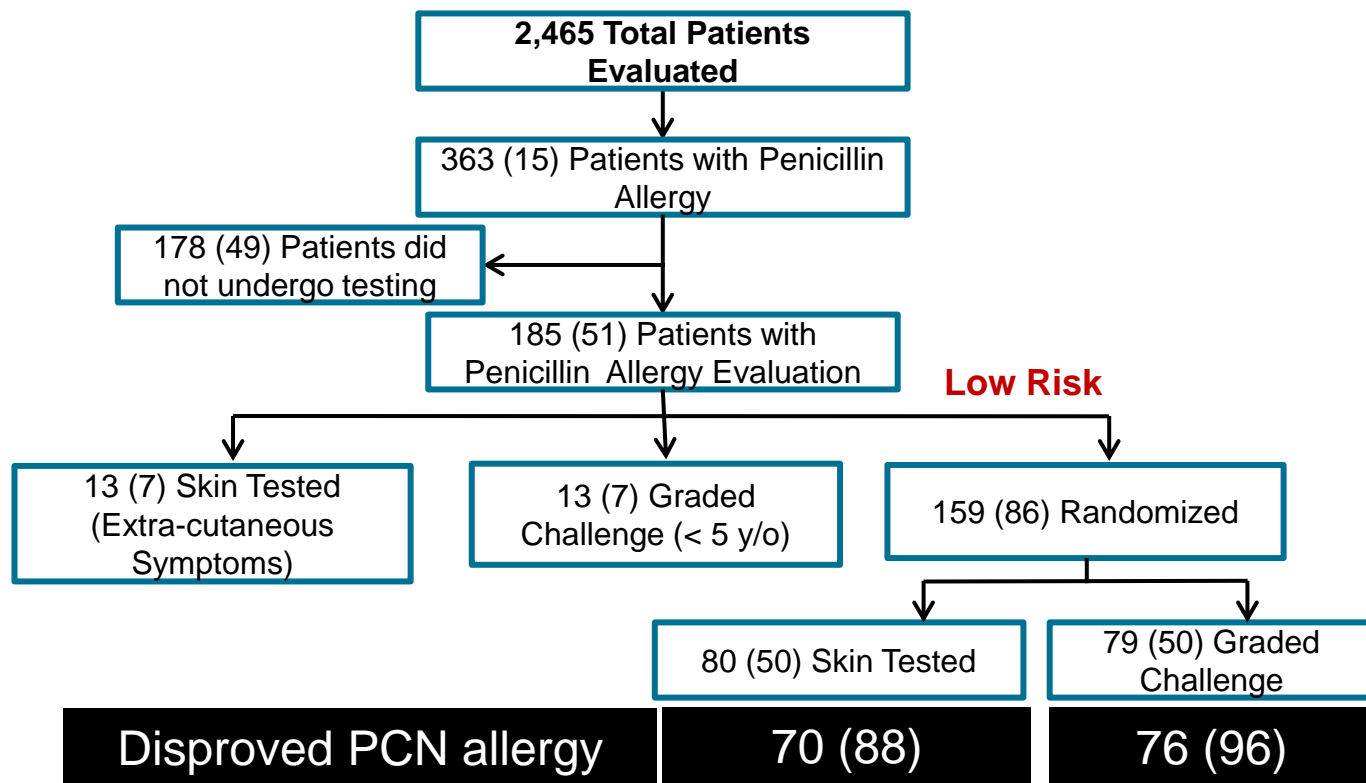 2,465 Total Patients
Evaluated
363 (15) Patients with Penicillin
Allergy
178 (49) Patients did
not undergo testing
185 (51) Patients with
Penicillin Allergy Evaluation
Low Risk
13 (7) Skin Tested
(Extra-cutaneous
Symptoms)
13 (7) Graded
Challenge (< 5 y/o)
159 (86) Randomized
80 (50) Skin Tested
79 (50) Graded
Challenge
Disproved PCN allergy
70 (88)
76 (96)